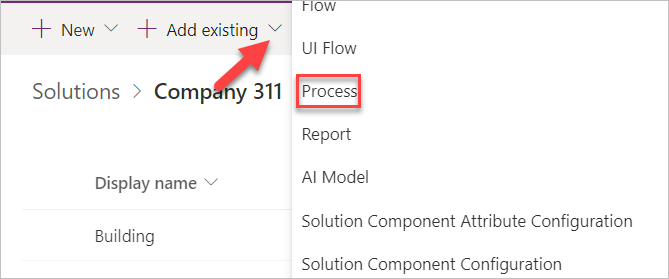 New
Add existing
Solutions > Company 311
Display name
Building
Flow
UI Flow
Process
Report
AI Model
Solution Component Attribute Configuration
Solution Component Configuration